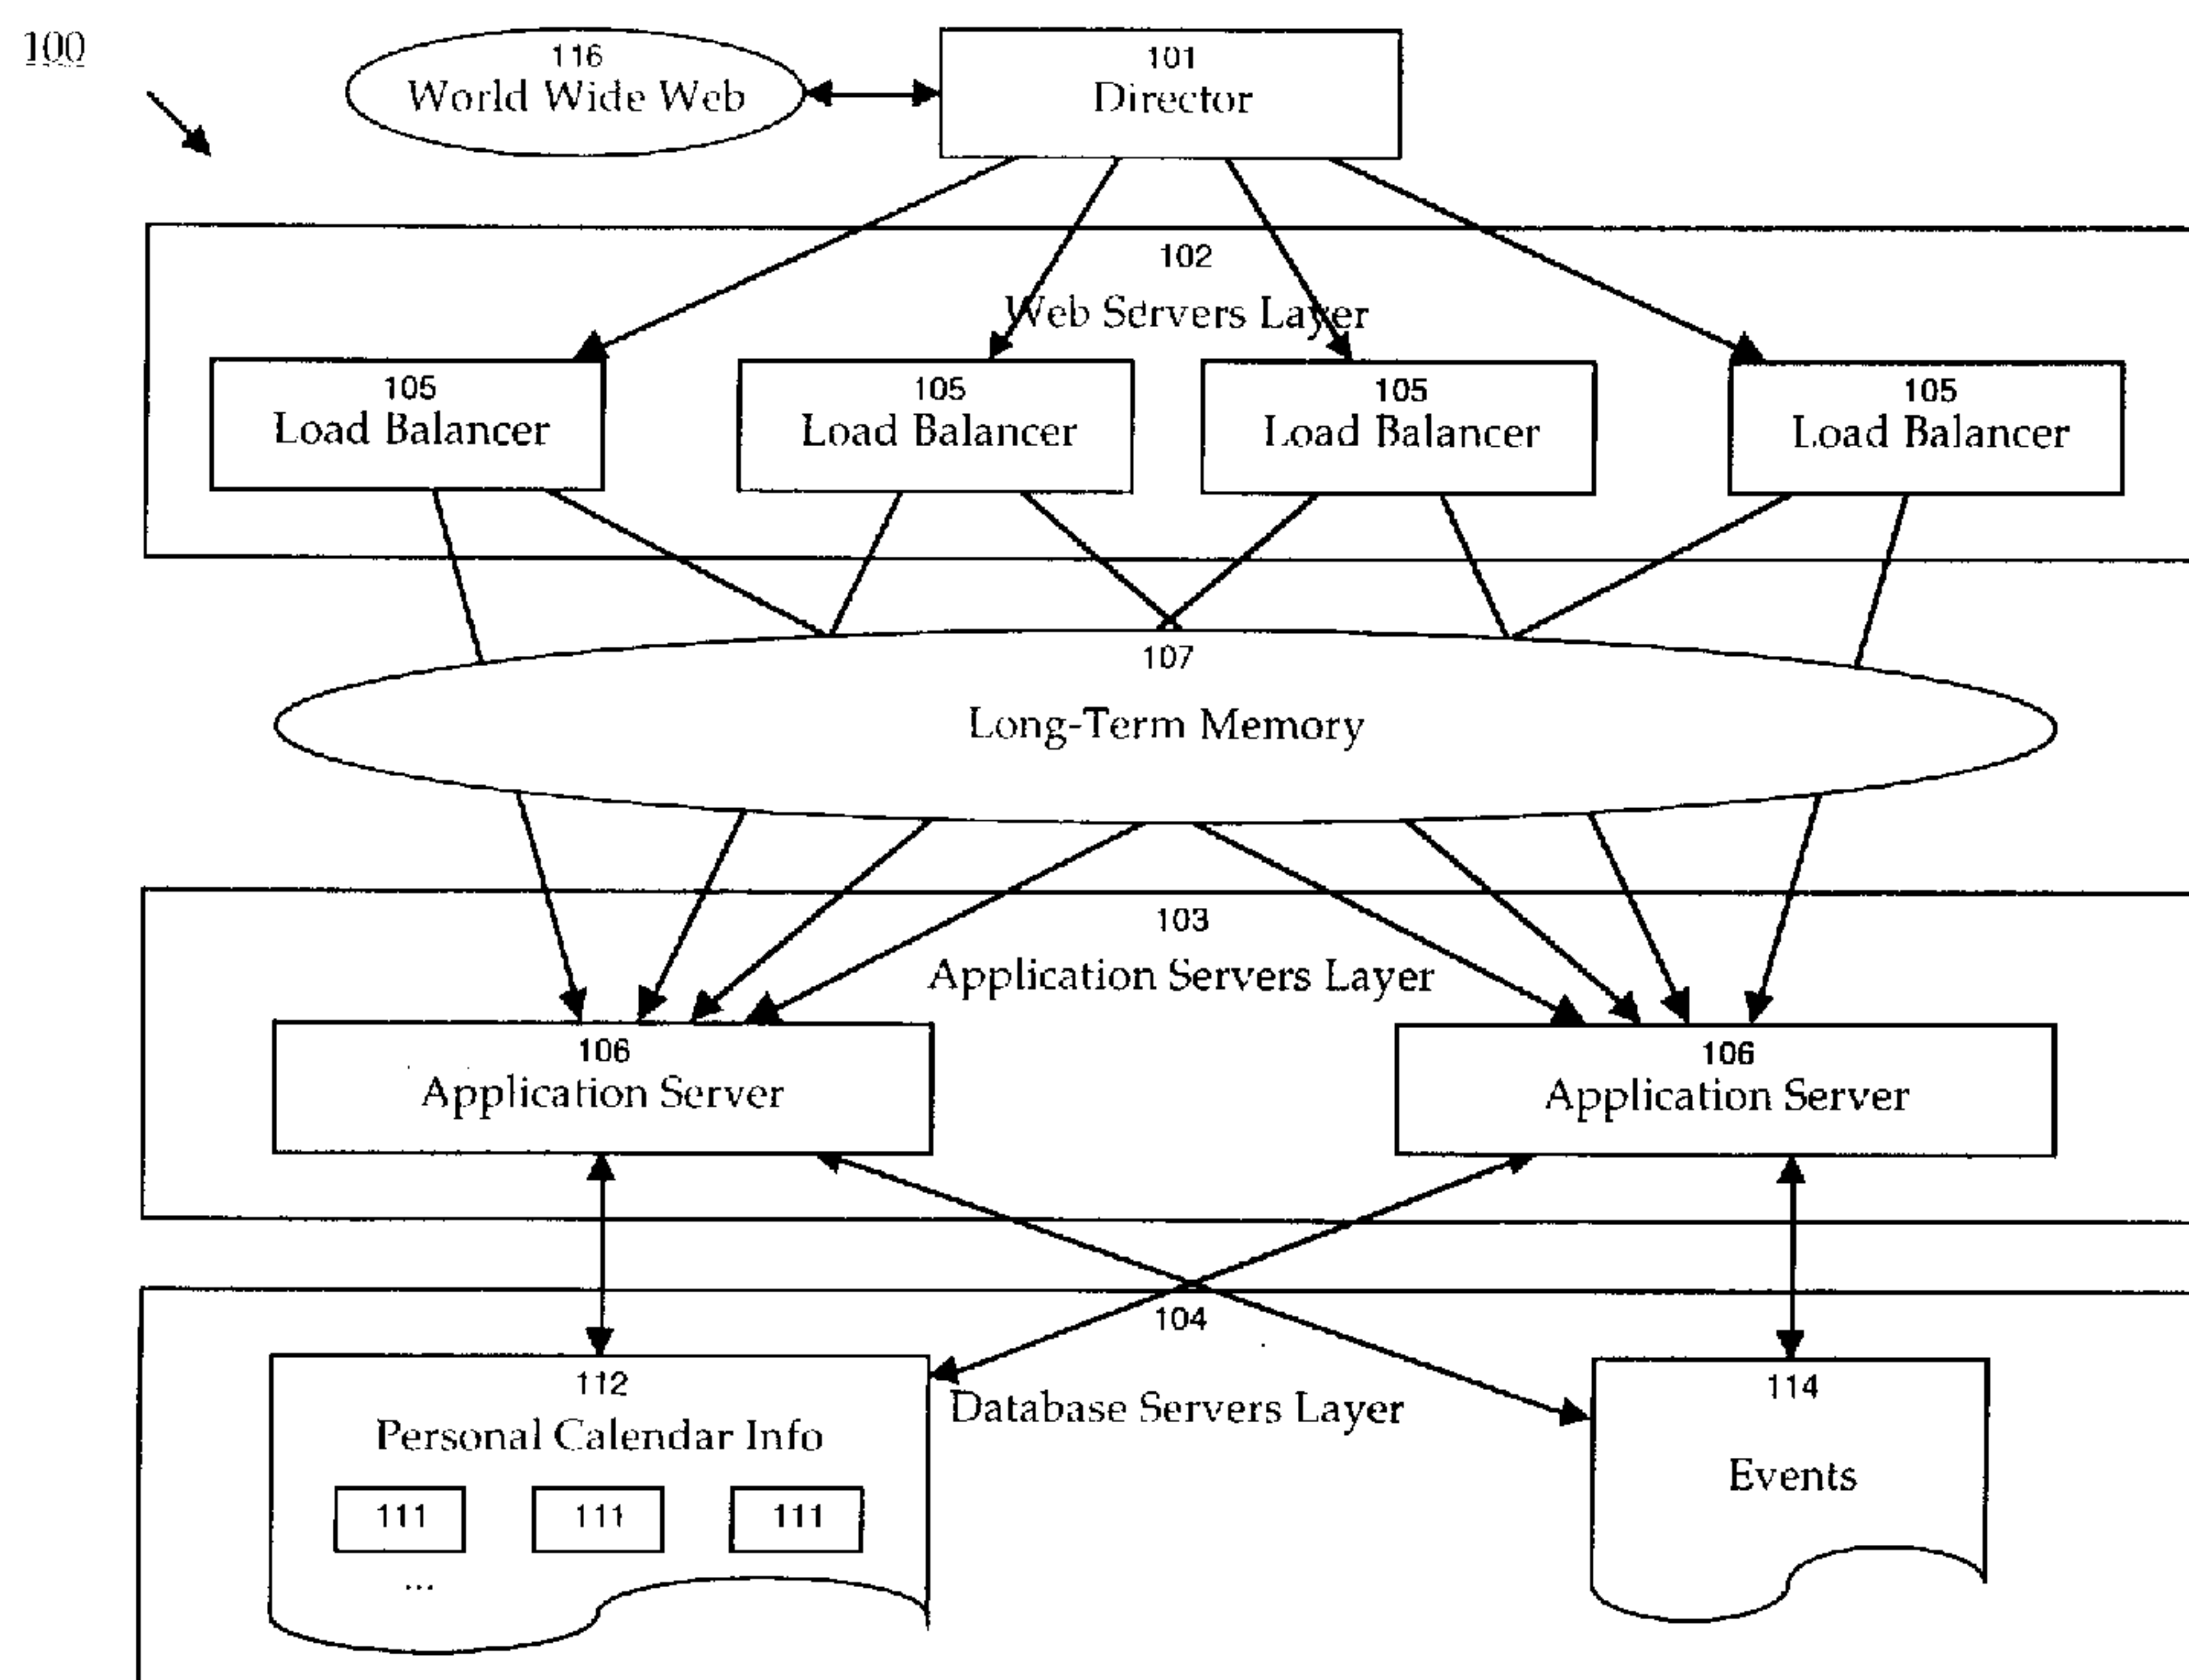 100
116
World Wide Web
101
Director
102
Web Servers Layer
105
Load Balancer
105
Load Balancer
105
Load Balancer
105
Load Balancer
107
Long-Term Memory
103
Application Servers Layer
106
Application Server
106
Application Server
104
Database Servers Layer
112
Personal Calendar Info
111
111
111
...
114
Events